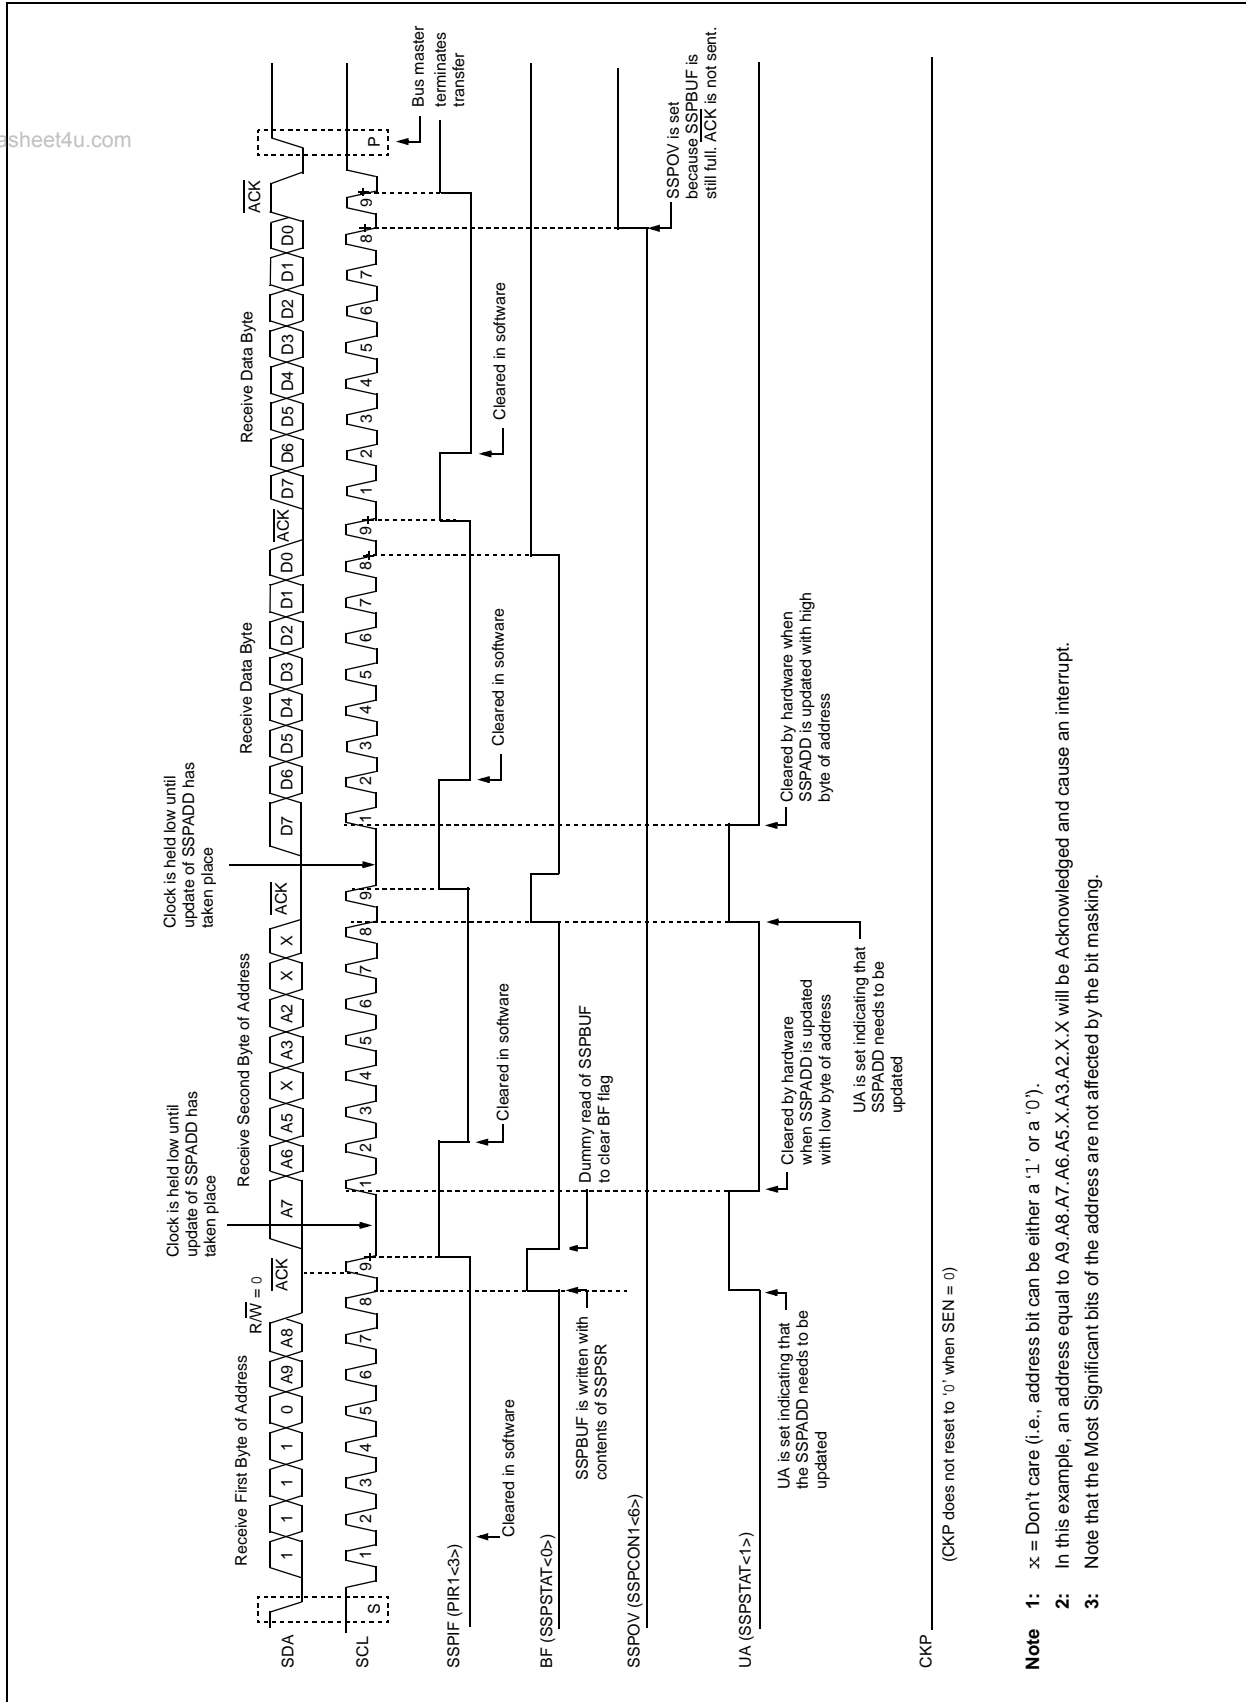 asheet4u.com
Receive First Byte of Address
R/W = 0
ACK
Clock is held low until
update of SSPADD has
taken place
Receive Second Byte of Address
ACK
Clock is held low until
update of SSPADD has
taken place
Receive Data Byte
ACK
Receive Data Byte
ACK
SDA
1 1 1 1 0 A9 A8 A7 A6 A5 X A3 A2 X X D7 D6 D5 D4 D3 D2 D1 D0 D7 D6 D5 D4 D3 D2 D1 D0
SCL
S 1 2 3 4 5 6 7 8 9 1 2 3 4 5 6 7 8 9 1 2 3 4 5 6 7 8 9 1 2 3 4 5 6 7 8 9 P
Bus master
terminates
transfer
SSPIF (PIR1<3>)
Cleared in software
Cleared in software
Cleared in software
Cleared in software
BF (SSPSTAT<0>)
SSPBUF is written with
contents of SSPSR
Dummy read of SSPBUF
to clear BF flag
SSPOV (SSPCON1<6>)
SSPOV is set
because SSPBUF is
still full. ACK is not sent.
UA (SSPSTAT<1>)
UA is set indicating that
the SSPADD needs to be
updated
Cleared by hardware
when SSPADD is updated
with low byte of address
UA is set indicating that
SSPADD needs to be
updated
Cleared by hardware when
SSPADD is updated with high
byte of address
CKP
(CKP does not reset to ‘0’ when SEN = 0)
Note 1: x = Don't care (i.e., address bit can be either a ‘1’ or a ‘0’).
2: In this example, an address equal to A9.A8.A7.A6.A5.X.A3.A2.X.X will be Acknowledged and cause an interrupt.
3: Note that the Most Significant bits of the address are not affected by the bit masking.